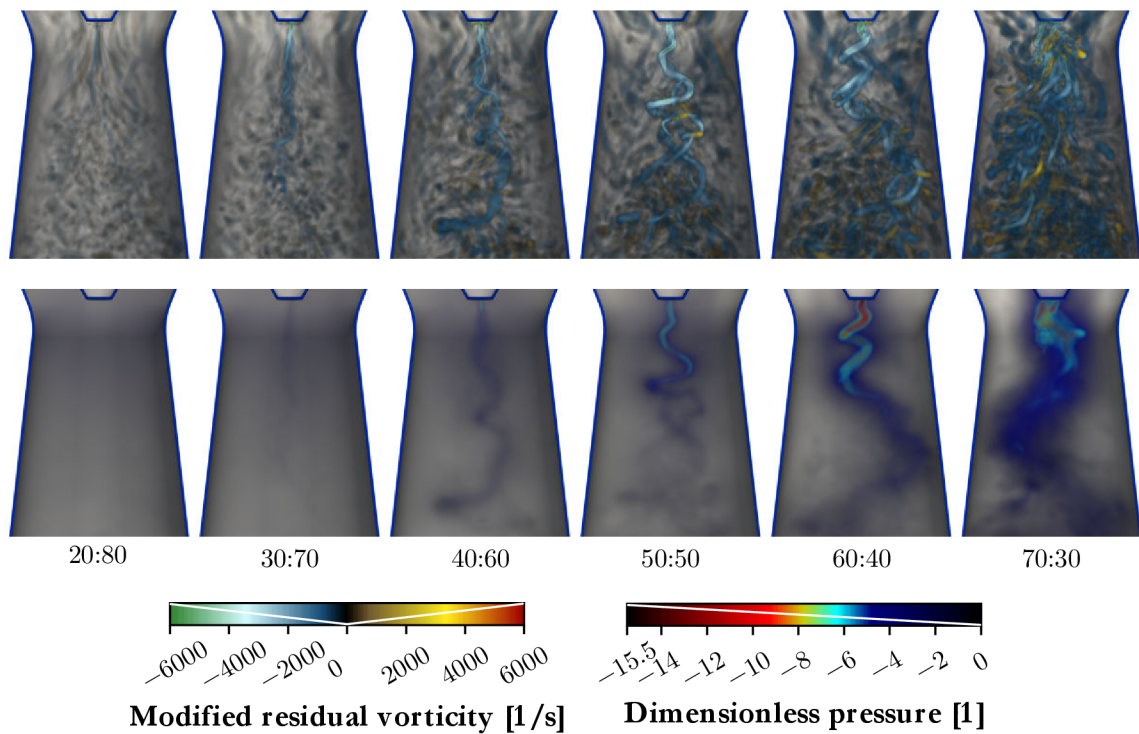 20:80 30:70 40:60 50:50 60:40 70:30
−6000 −4000 −2000 0 2000 4000 6000
Modified residual vorticity [1/s]
−15.5 −14 −12 −10 −8 −6 −4 −2 0
Dimensionless pressure [1]